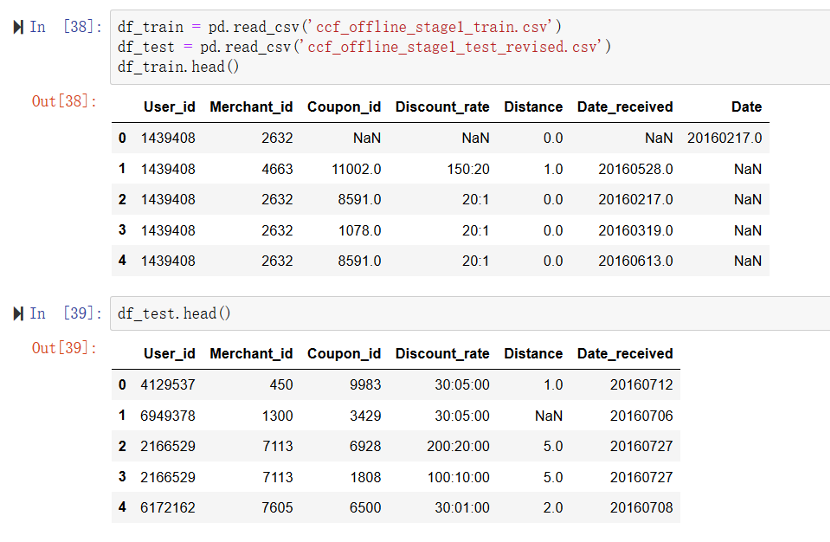 In [38]: df_train = pd.read_csv('ccf_offline_stage1_train.csv')
df_test = pd.read_csv('ccf_offline_stage1_test_revised.csv')
df_train.head()
Out[38]:
User_id Merchant_id Coupon_id Discount_rate Distance Date_received Date
0 1439408 2632 NaN NaN 0.0 NaN 20160217.0
1 1439408 4663 11002.0 150:20 1.0 20160528.0 NaN
2 1439408 2632 8591.0 20:1 0.0 20160217.0 NaN
3 1439408 2632 1078.0 20:1 0.0 20160319.0 NaN
4 1439408 2632 8591.0 20:1 0.0 20160613.0 NaN
In [39]: df_test.head()
Out[39]:
User_id Merchant_id Coupon_id Discount_rate Distance Date_received
0 4129537 450 9983 30:05:00 1.0 20160712
1 6949378 1300 3429 30:05:00 NaN 20160706
2 2166529 7113 6928 200:20:00 5.0 20160727
3 2166529 7113 1808 100:10:00 5.0 20160727
4 6172162 7605 6500 30:01:00 2.0 20160708